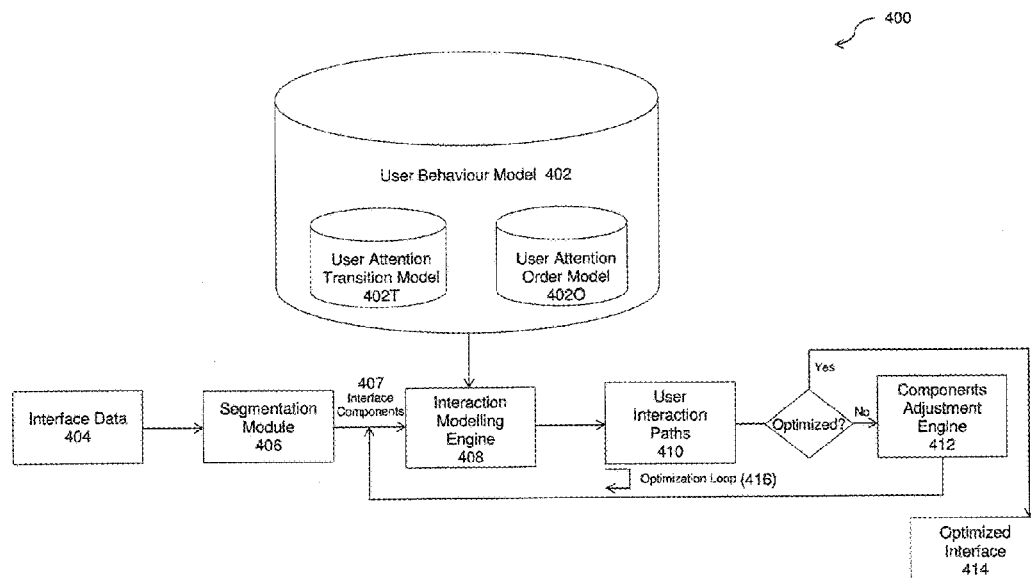 400
User Behaviour Model 402
User Attention
Transition Model
402T
User Attention
Order Model
402O
Interface Data
404
Segmentation
Module
406
407
Interface
Components
Interaction
Modelling
Engine
408
User
Interaction
Paths
410
Optimized?
Yes
No
Components
Adjustment
Engine
412
Optimization Loop (416)
Optimized
Interface
414